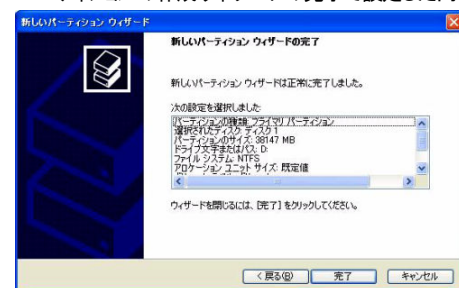 新しいパーティション ウィザード
新しいパーティション ウィザードの完了
新しいパーティション ウィザードは正常に完了しました。
次の設定を選択しました:
パーティションの種類: プライマリ パーティション
選択されたディスク: ディスク 1
パーティションのサイズ: 38147 MB
ドライブ文字またはパス: D:
ファイル システム: NTFS
アロケーション ユニット サイズ: 既定値
ウィザードを閉じるには、[完了] をクリックしてください。
< 戻る(B)
完了
キャンセル